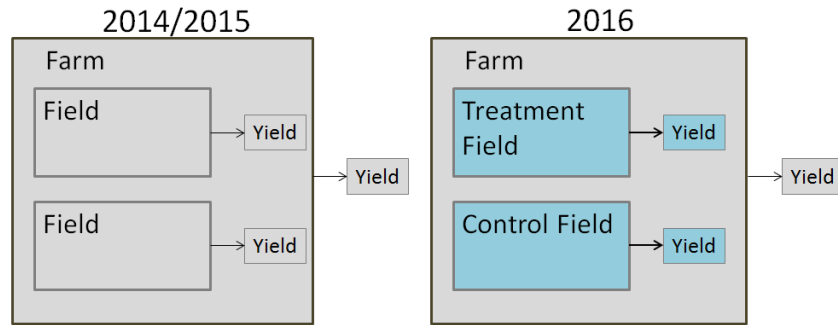 2014/2015
Farm
Field
Yield
Yield
Field
Yield
2016
Farm
Treatment
Field
Yield
Yield
Control Field
Yield